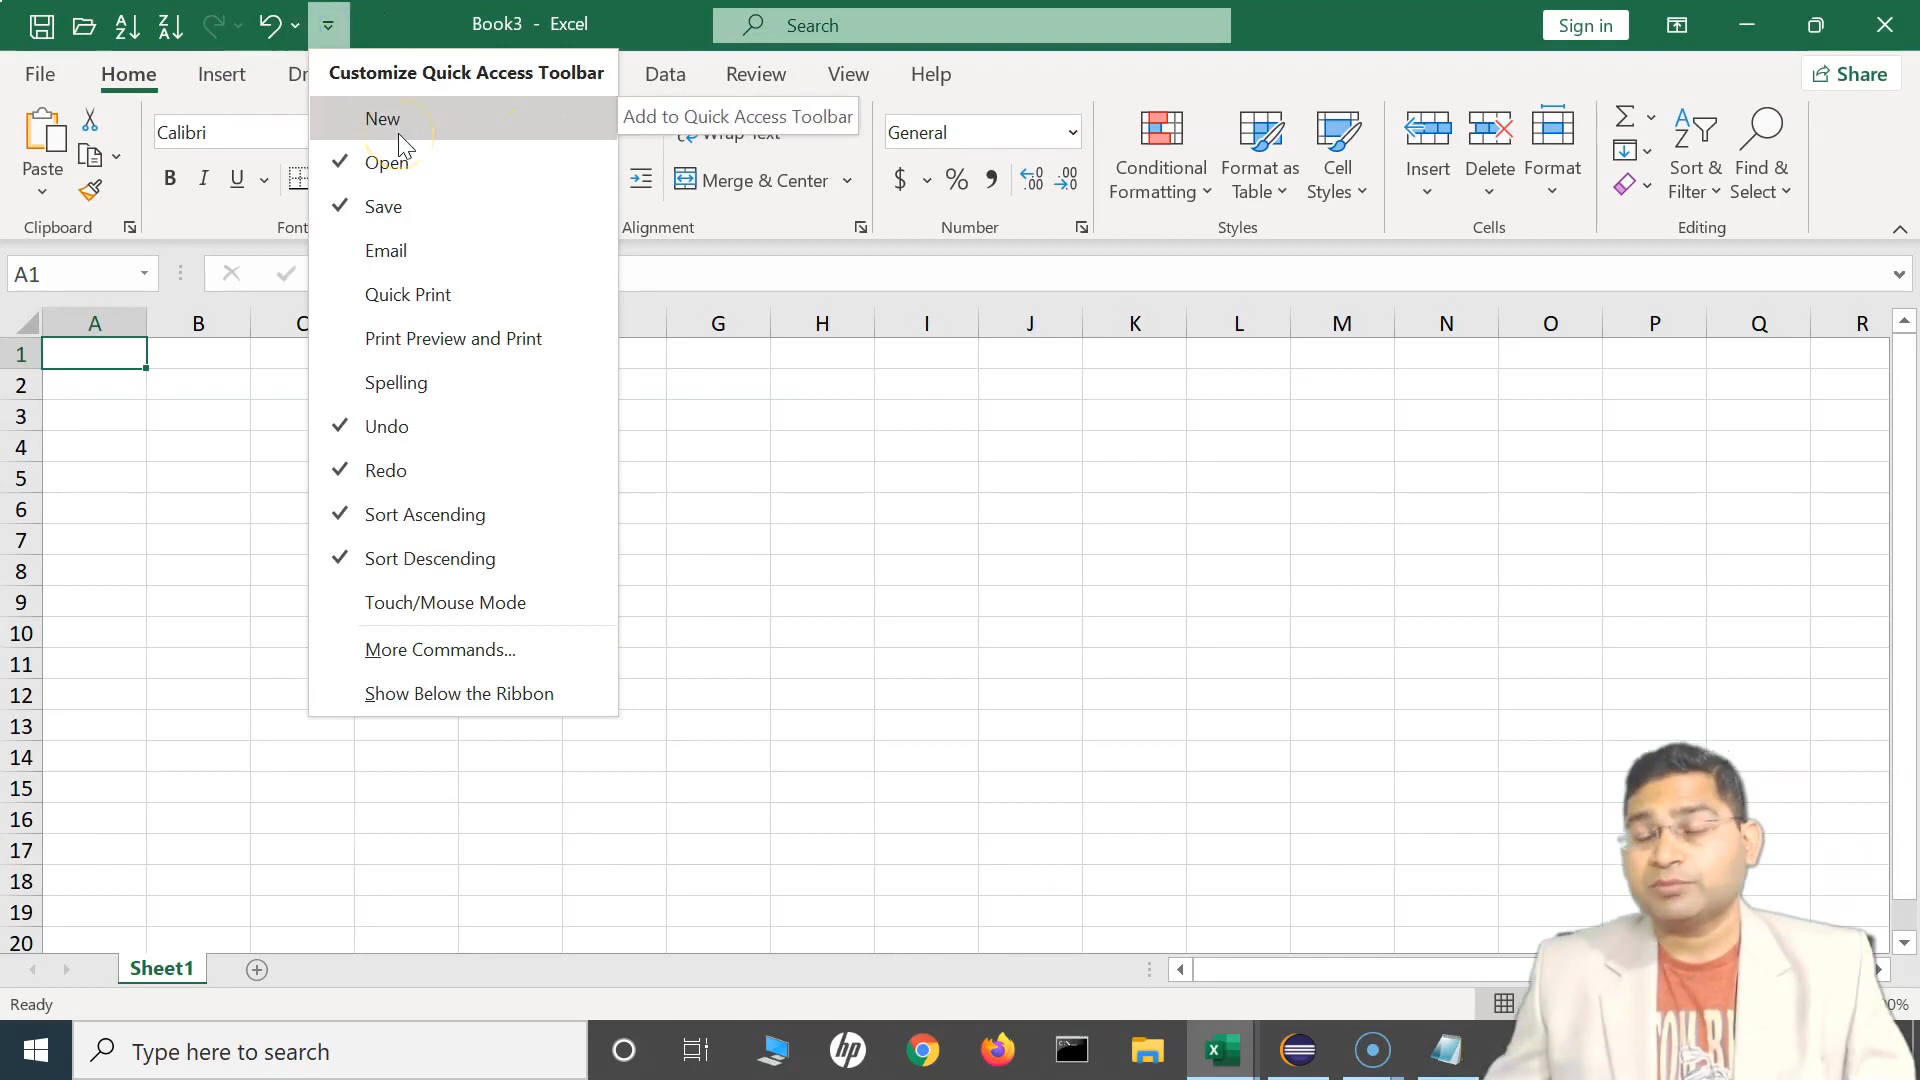 Book3 - Excel
Search
Sign in
File
Home
Insert
Dr
Data
Review
View
Help
Share
Customize Quick Access Toolbar
New
Open
Save
Email
Quick Print
Print Preview and Print
Spelling
Undo
Redo
Sort Ascending
Sort Descending
Touch/Mouse Mode
More Commands...
Show Below the Ribbon
Add to Quick Access Toolbar
Paste
Clipboard
Calibri
B I U
Font
Wrap Text
Merge & Center
Alignment
General
$ % 9 .00
Number
Conditional Formatting
Format as Table
Cell Styles
Styles
Insert
Delete
Format
Cells
Sort & Filter
Find & Select
Editing
A1
A B C G H I J K L M N O P Q R
1
2
3
4
5
6
7
8
9
10
11
12
13
14
15
16
17
18
19
20
Sheet1
Ready
Type here to search
hp